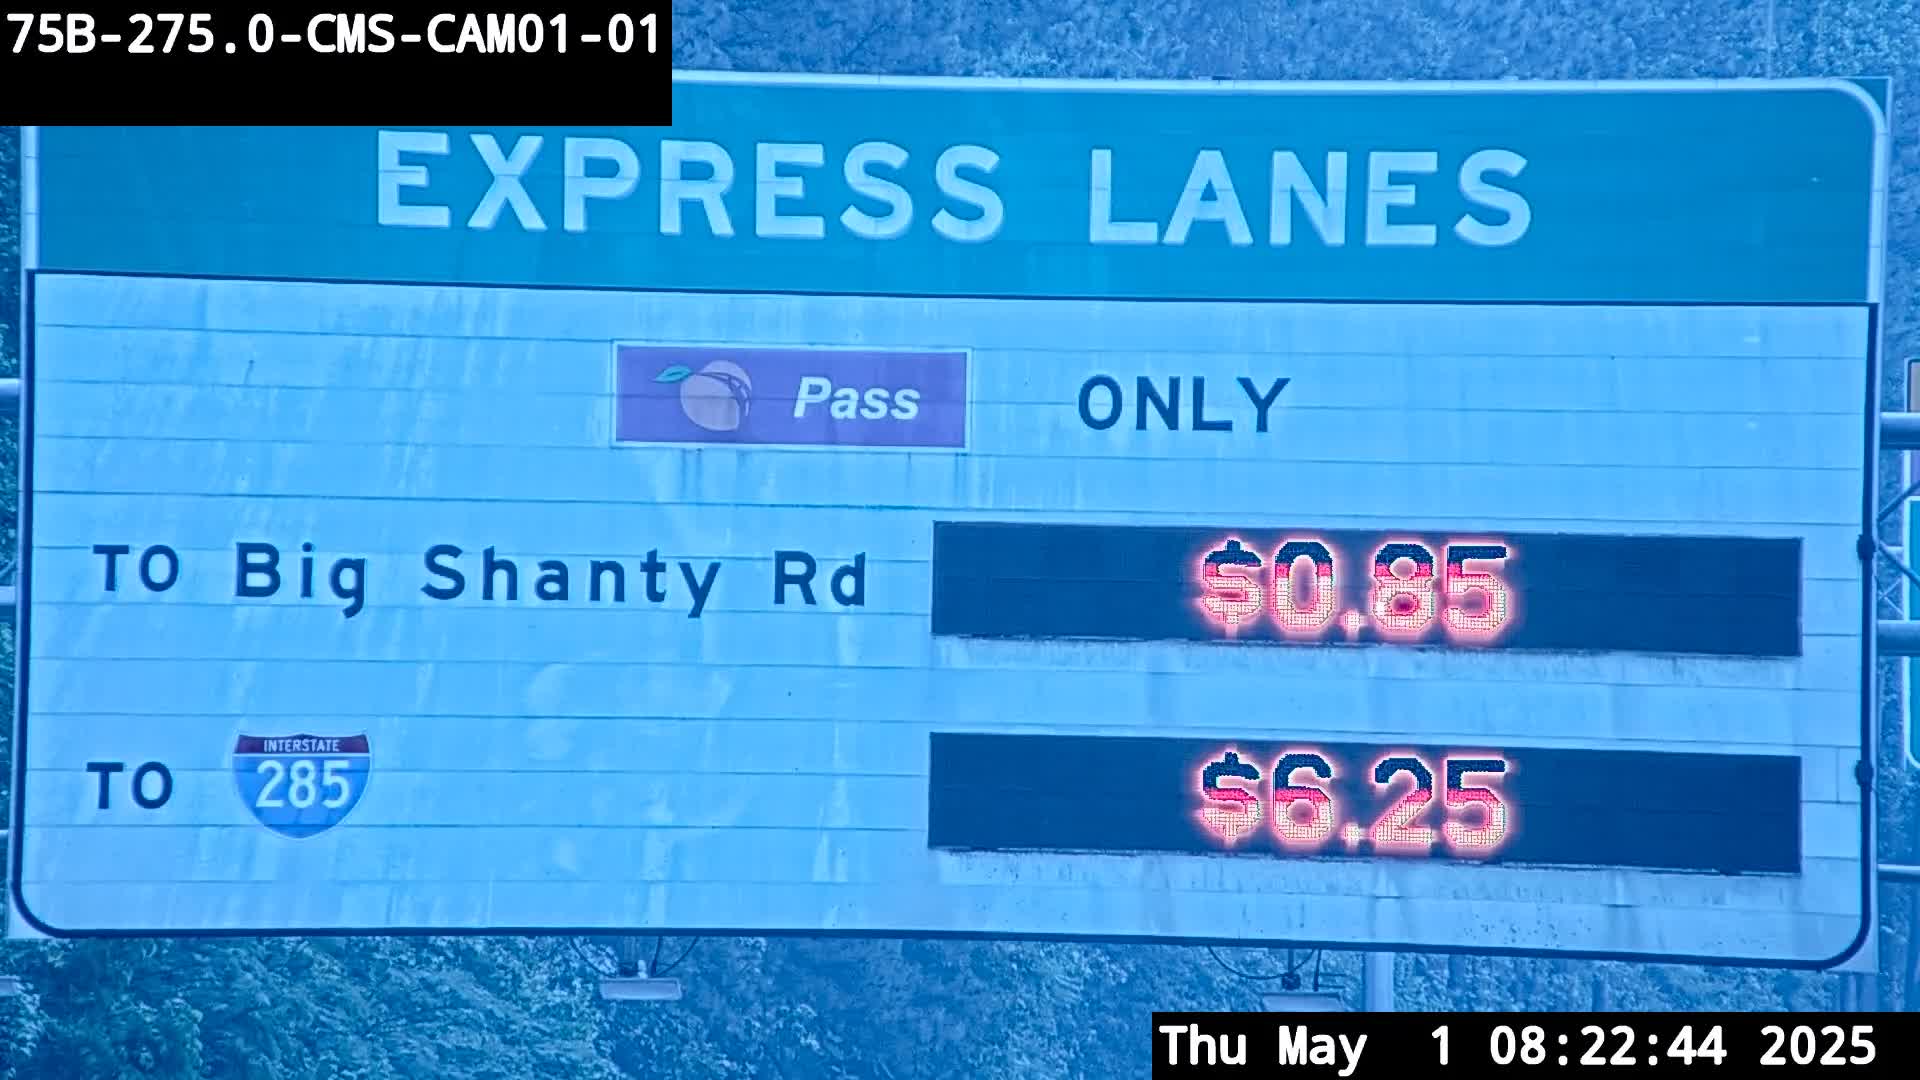 75B-275.0-CMS-CAM01-01
EXPRESS LANES
Pass ONLY
TO Big Shanty Rd $0.85
TO INTERSTATE 285 $6.25
Thu May 1 08:22:44 2025